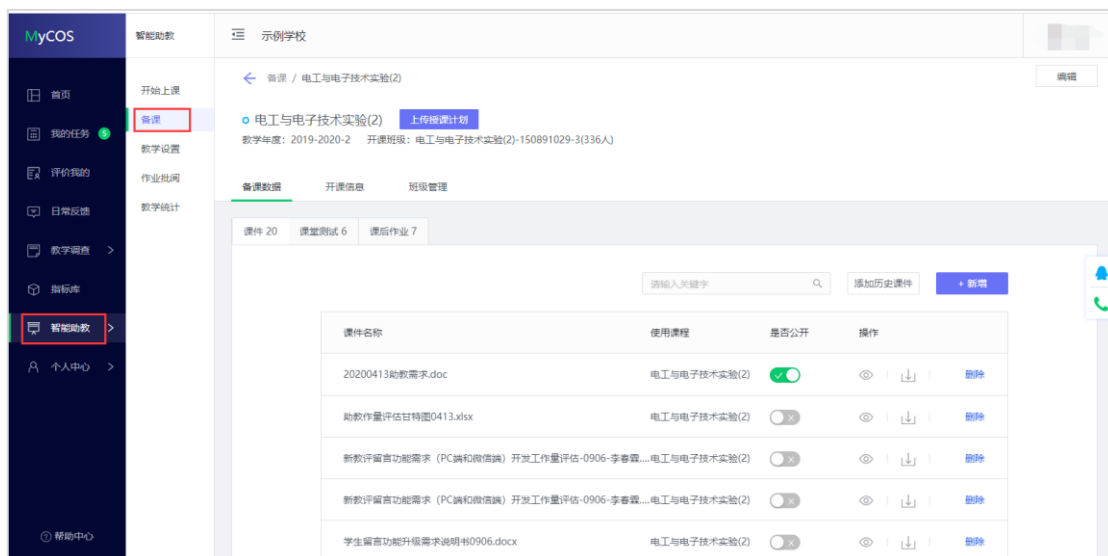 MyCOS
智能助教
示例学校
首页
我的任务 5
评价我的
日常反馈
教学调查
指标库
智能助教
个人中心
帮助中心
开始上课
备课
教学设置
作业批阅
教学统计
备课 / 电工与电子技术实验(2)
编辑
电工与电子技术实验(2) 上传授课计划
教学年度：2019-2020-2 开课班级：电工与电子技术实验(2)-150891029-3(336人)
备课数据 开课信息 班级管理
课件 20 课堂测试 6 课后作业 7
请输入关键字 添加历史课件 + 新增
课件名称 使用课程 是否公开 操作
20200413助教需求.doc 电工与电子技术实验(2) 删除
助教作量评估甘特图0413.xlsx 电工与电子技术实验(2) 删除
新教评留言功能需求（PC端和微信端）开发工作量评估-0906-李春霖.... 电工与电子技术实验(2) 删除
新教评留言功能需求（PC端和微信端）开发工作量评估-0906-李春霖.... 电工与电子技术实验(2) 删除
学生留言功能升级需求说明书0906.docx 电工与电子技术实验(2) 删除